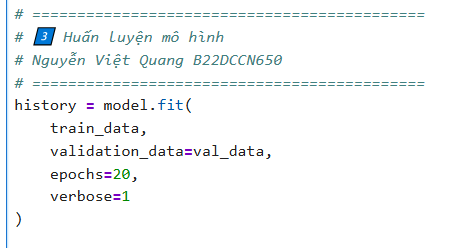 # ==========================================
# 3️⃣ Huấn luyện mô hình
# Nguyễn Việt Quang B22DCCN650
# ==========================================
history = model.fit(
    train_data,
    validation_data=val_data,
    epochs=20,
    verbose=1
)